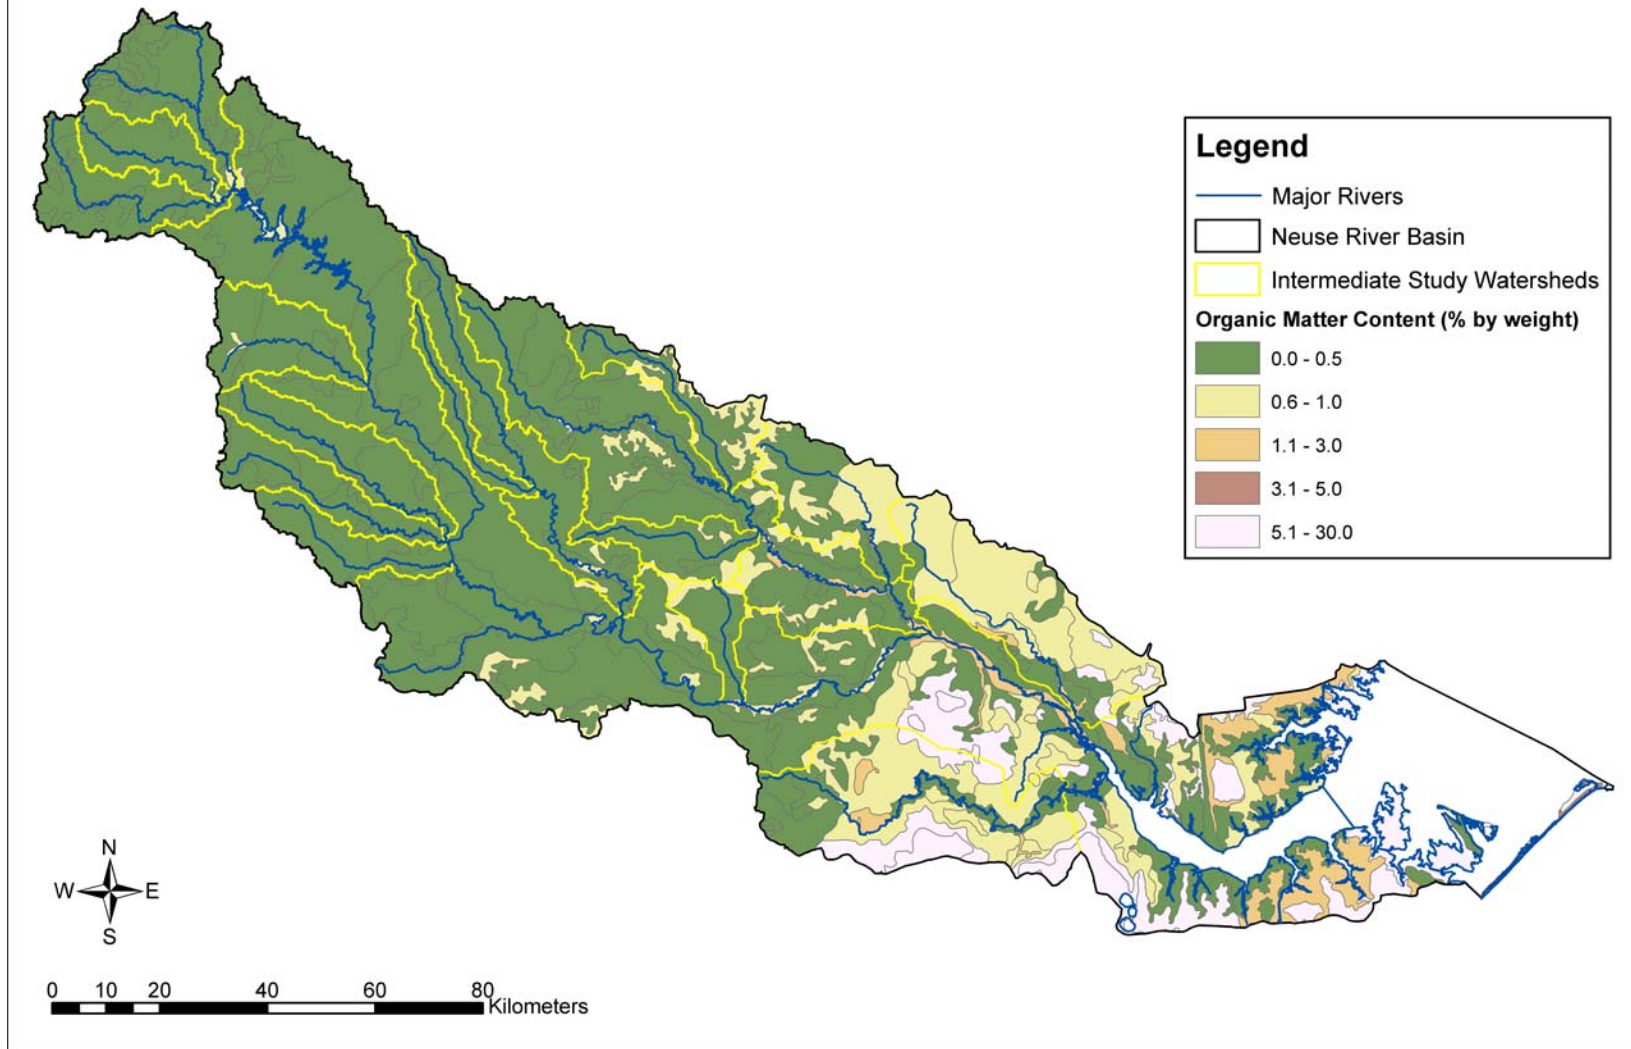 Legend
Major Rivers
Neuse River Basin
Intermediate Study Watersheds
Organic Matter Content (% by weight)
0.0 - 0.5
0.6 - 1.0
1.1 - 3.0
3.1 - 5.0
5.1 - 30.0
N
W E
S
0 10 20 40 60 80
Kilometers